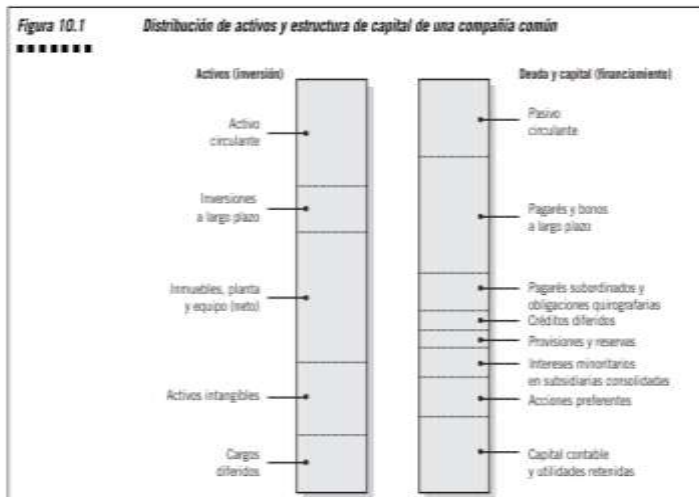 Figura 10.1
Distribución de activos y estructura de capital de una compañía común
Activos (inversión)
Activo
circulante
Inversiones
a largo plazo
Inmuebles, planta
y equipo (neto)
Activos intangibles
Cargos
diferidos
Deuda y capital (financiamiento)
Pasivo
circulante
Pagarés y bonos
a largo plazo
Pagarés subordinados y
obligaciones quirografarias
Créditos diferidos
Provisiones y reservas
Intereses minoritarios
en subsidiarias consolidadas
Acciones preferentes
Capital contable
y utilidades retenidas